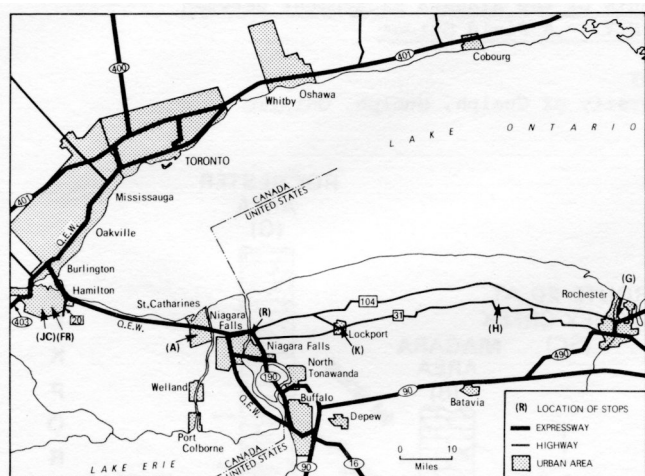 400
401
Cobourg
Oshawa
Whitby
LAKE ONTARIO
TORONTO
CANADA
UNITED STATES
401
Mississauga
Q.E.W.
Oakville
Burlington
Hamilton
403
20
(JC)(FR)
Q.E.W.
St. Catharines
(A)
Niagara
Falls
(R)
104
31
Lockport
(K)
(H)
Rochester
(G)
Niagara Falls
North
Tonawanda
190
490
Welland
Q.E.W.
Buffalo
90
Batavia
Depew
Port
Colborne
CANADA
UNITED STATES
LAKE ERIE
90
16
0 10
Miles
(R) LOCATION OF STOPS
EXPRESSWAY
HIGHWAY
URBAN AREA